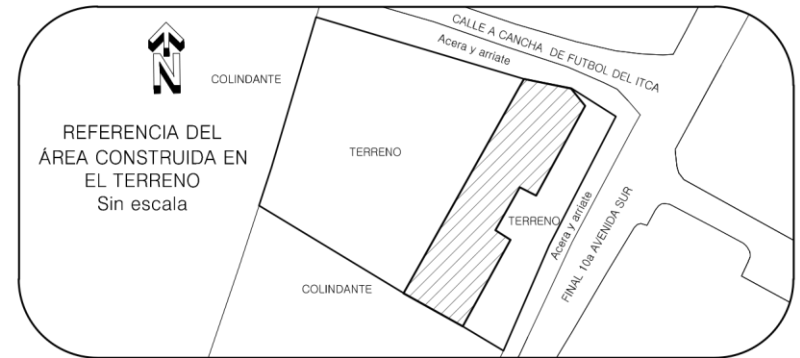 N
REFERENCIA DEL
ÁREA CONSTRUIDA EN
EL TERRENO
Sin escala
COLINDANTE
CALLE A CANCHA DE FUTBOL DEL ITCA
Acera y arriate
TERRENO
TERRENO
Acera y arriate
FINAL 10a AVENIDA SUR
COLINDANTE